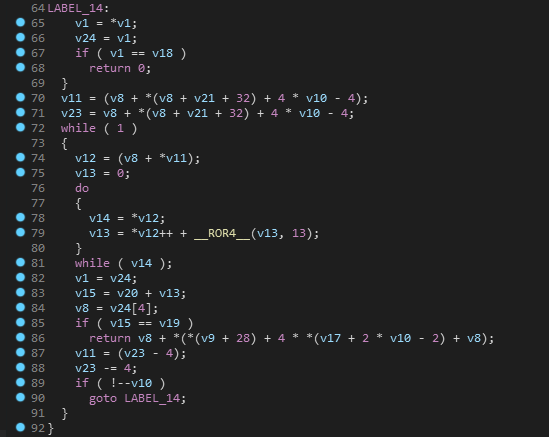 64 LABEL_14:
65 v1 = *v1;
66 v24 = v1;
67 if ( v1 == v18 )
68 return 0;
69 }
70 v11 = (v8 + *(v8 + v21 + 32) + 4 * v10 - 4);
71 v23 = v8 + *(v8 + v21 + 32) + 4 * v10 - 4;
72 while ( 1 )
73 {
74 v12 = (v8 + *v11);
75 v13 = 0;
76 do
77 {
78 v14 = *v12;
79 v13 = *v12++ + __ROR4__(v13, 13);
80 }
81 while ( v14 );
82 v1 = v24;
83 v15 = v20 + v13;
84 v8 = v24[4];
85 if ( v15 == v19 )
86 return v8 + *(*(v9 + 28) + 4 * *(v17 + 2 * v10 - 2) + v8);
87 v11 = (v23 - 4);
88 v23 -= 4;
89 if ( !--v10 )
90 goto LABEL_14;
91 }
92 }